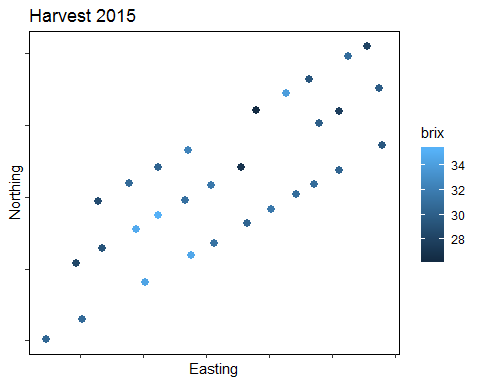 Harvest 2015
Northing
Easting
brix
34
32
30
28